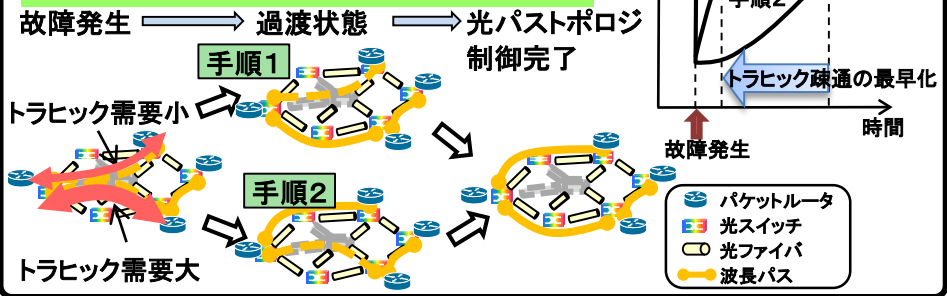 故障発生 過渡状態 光パストポロジ
制御完了
手順1
トラヒック需要小
手順2
トラヒック需要大
手順2
トラヒック疎通の最早化
時間
故障発生
パケットルータ
光スイッチ
光ファイバ
波長パス